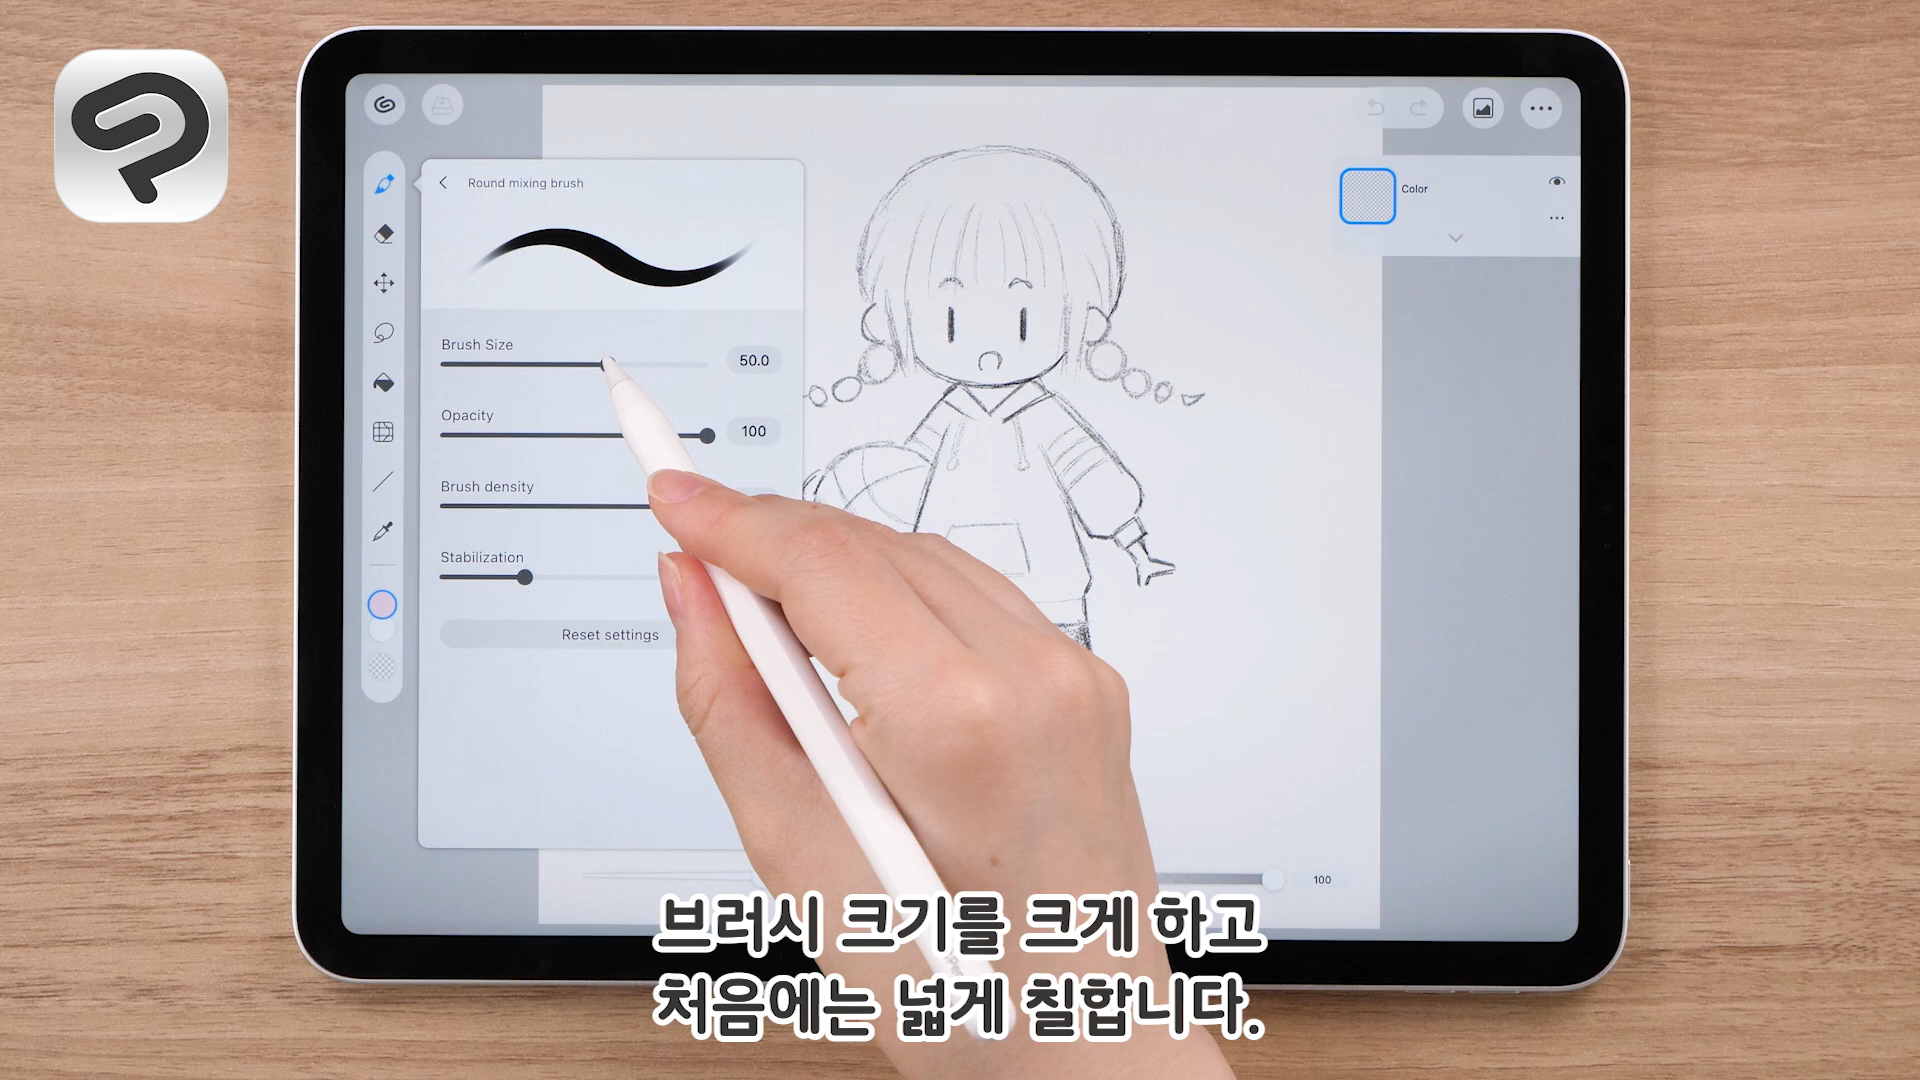 Round mixing brush
Color
Brush Size
50.0
Opacity
100
Brush density
Stabilization
Reset settings
100
브러시 크기를 크게 하고
처음에는 넓게 칠합니다.